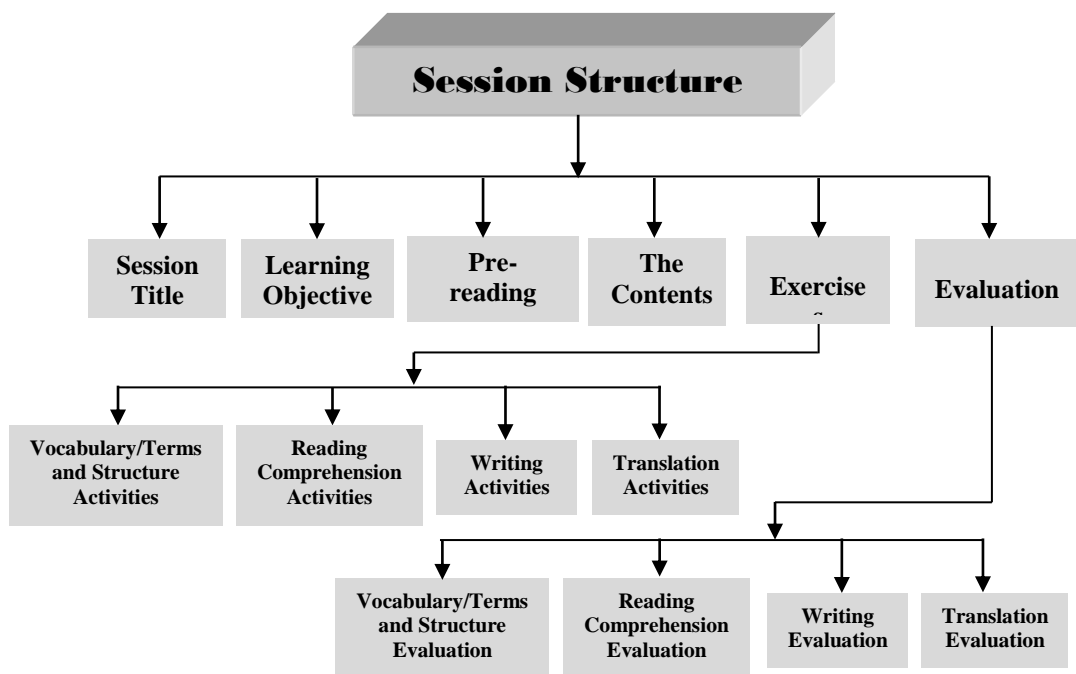 Session Structure
Session
Title
Learning
Objective
Pre-
reading
The
Contents
Exercise
s
Evaluation
Vocabulary/Terms
and Structure
Activities
Reading
Comprehension
Activities
Writing
Activities
Translation
Activities
Vocabulary/Terms
and Structure
Evaluation
Reading
Comprehension
Evaluation
Writing
Evaluation
Translation
Evaluation